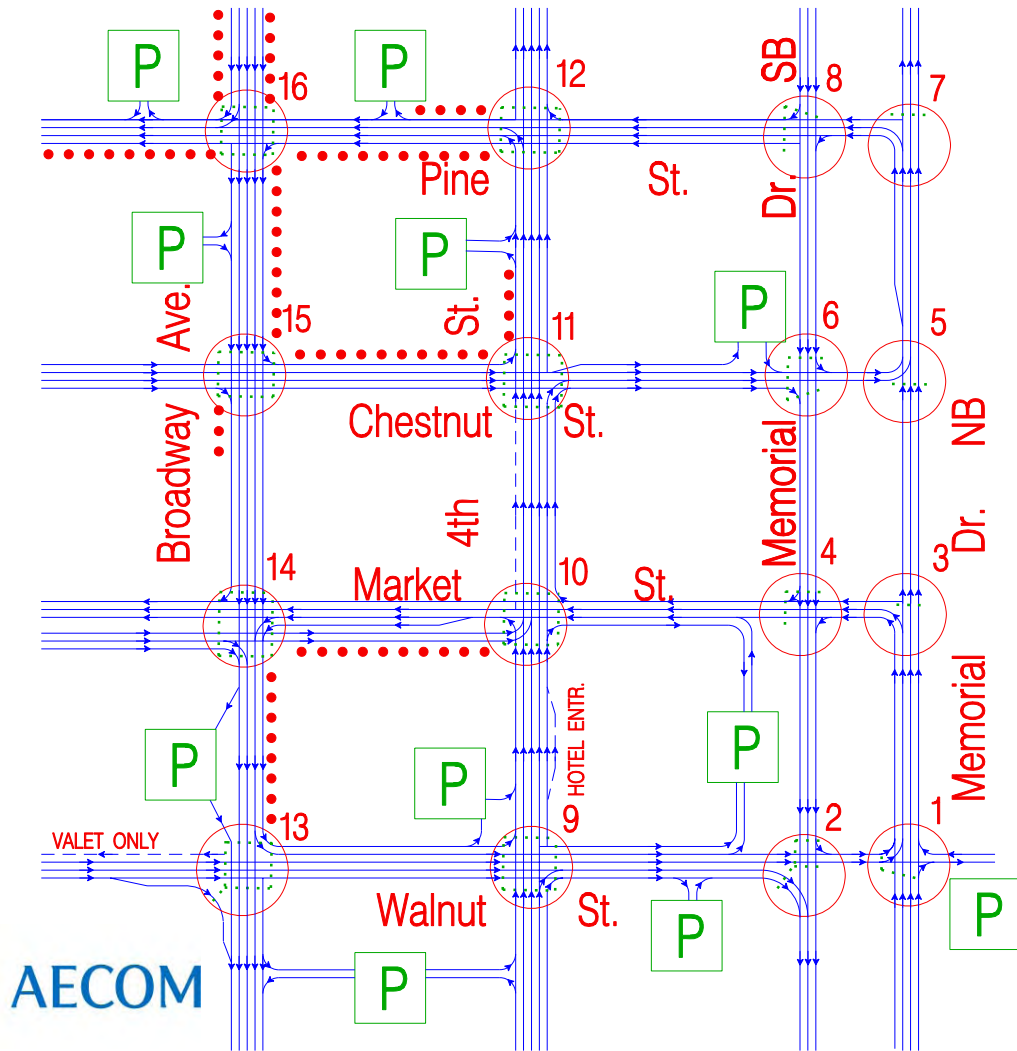 SB
P
P
16
12
8
7
Pine
St.
Dr.
P
P
P
Ave.
St.
15
11
6
5
Chestnut
St.
Broadway
4th
Memorial
NB
Dr.
14
Market
10
St.
4
3
HOTEL ENTR.
Memorial
P
P
P
VALET ONLY
13
9
2
1
Walnut
St.
P
P
P
AECOM